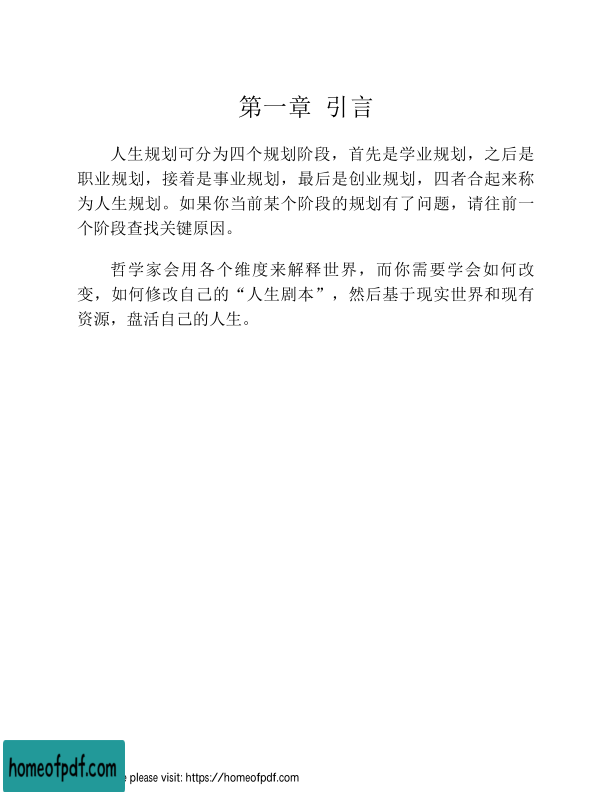 第一章 引言
人生规划可分为四个规划阶段，首先是学业规划，之后是
职业规划，接着是事业规划，最后是创业规划，四者合起来称
为人生规划。如果你当前某个阶段的规划有了问题，请往前一
个阶段查找关键原因。
哲学家会用各个维度来解释世界，而你需要学会如何改
变，如何修改自己的“人生剧本”，然后基于现实世界和现有
资源，盘活自己的人生。
homeofpdf.com
please visit: https://homeofpdf.com